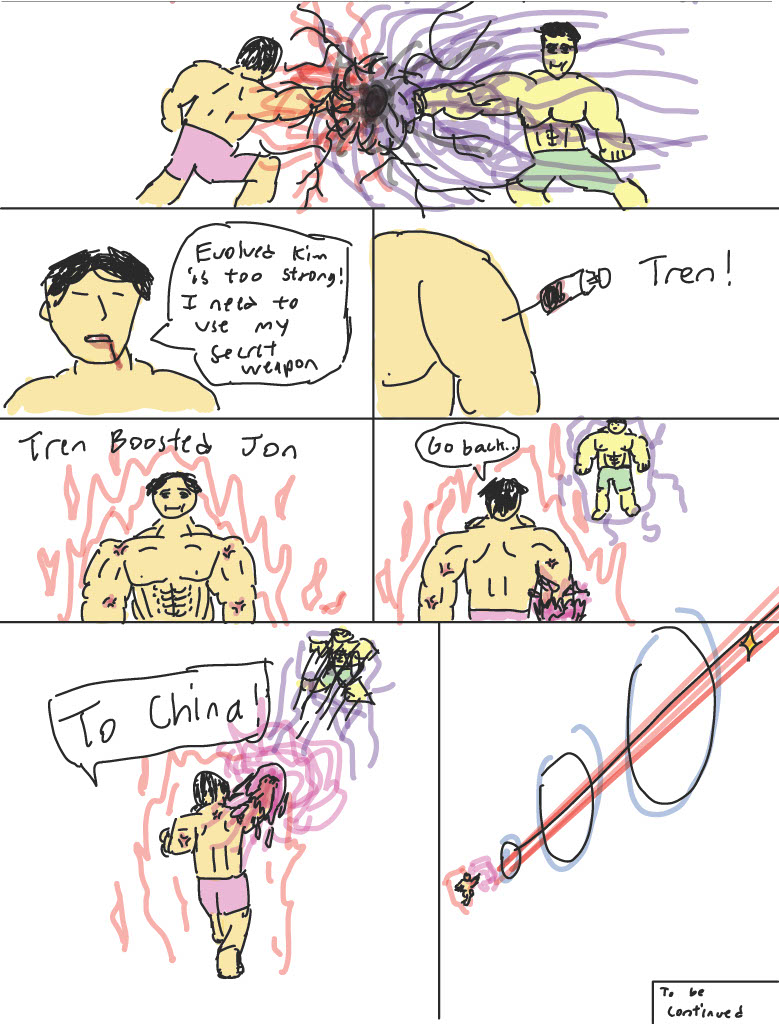 Evolved Kim
is too strong!
I need to
use my
secret
weapon
Tren!
Tren Boosted Jon
Go back...
To China!
To be
continued